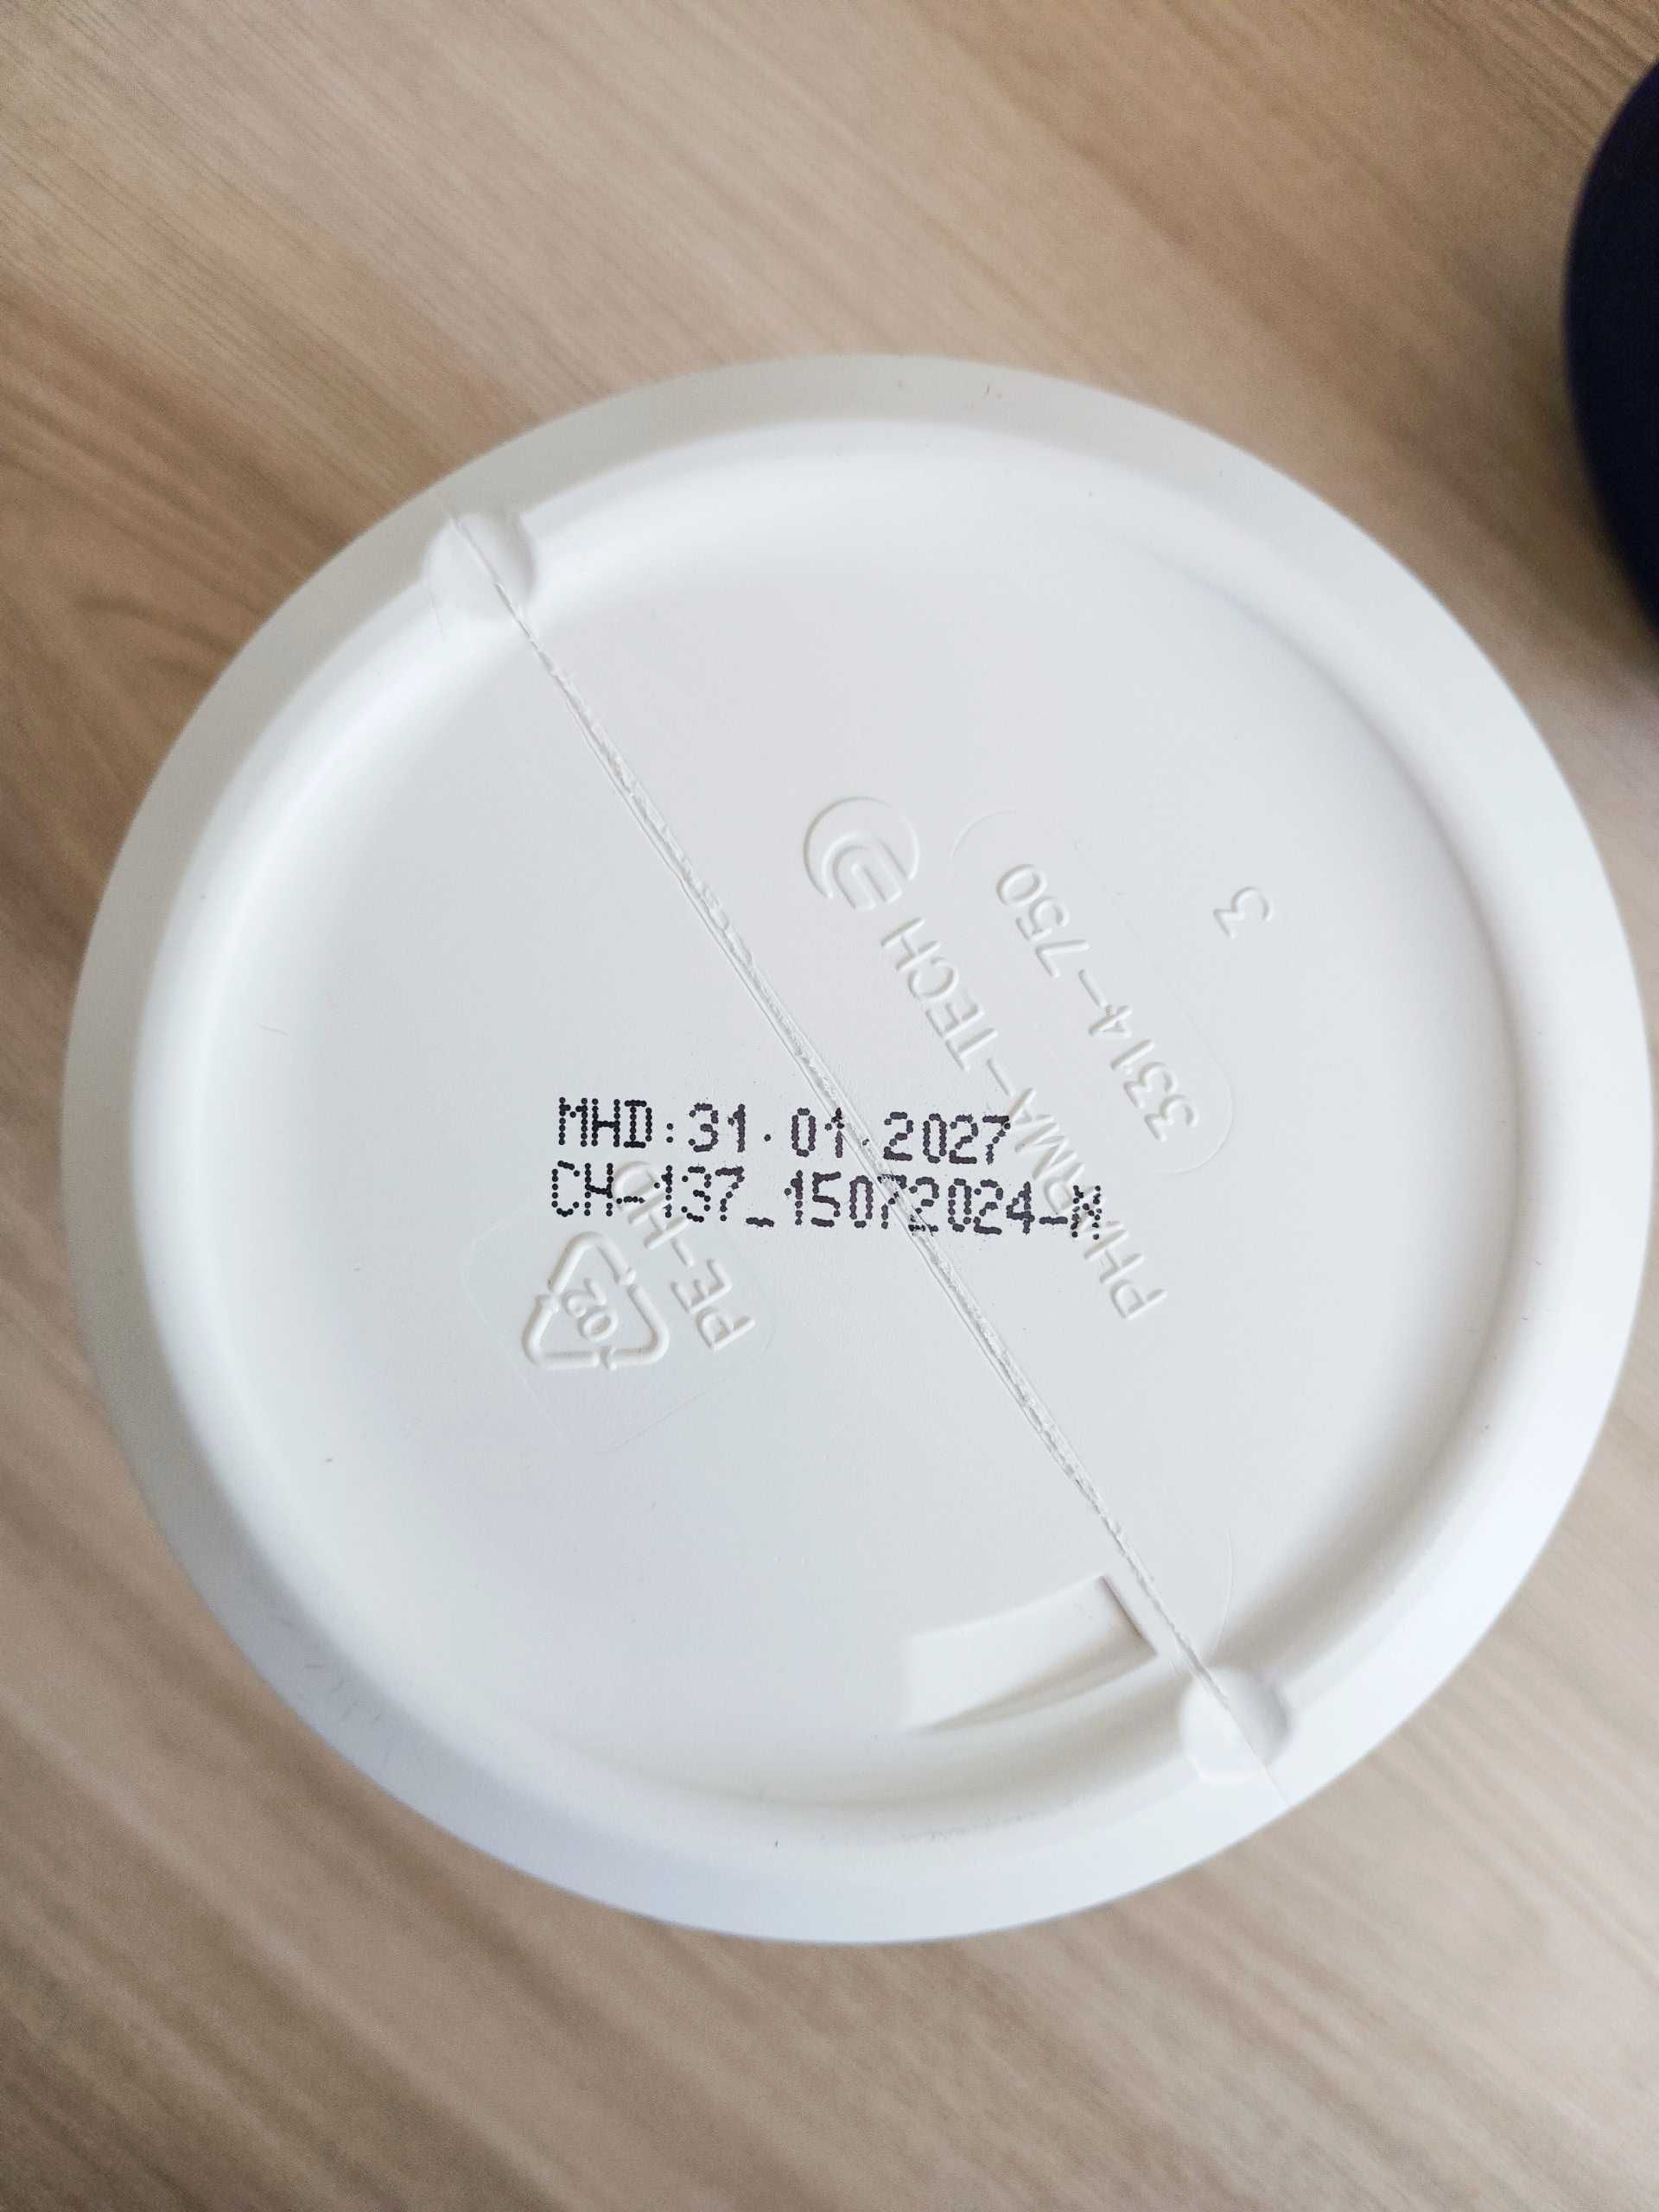 MHD:31.01.2027
CH-137_15072024-W
PHARMA-TECH
3314-750
3
PE-HD
02